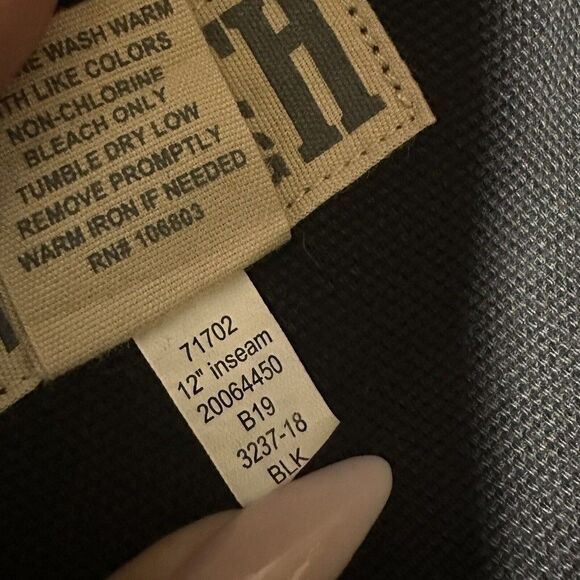 WASH WARM
LIKE COLORS
NON-CHLORINE
BLEACH ONLY
TUMBLE DRY LOW
REMOVE PROMPTLY
WARM IRON IF NEEDED
RN# 106803
TH
71702
12" inseam
20064450
B19
3237-18
BLK